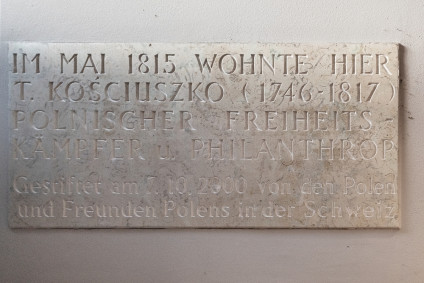 IM MAI 1815 WOHNTE HIER
T. KOŚCIUSZKO (1746-1817)
POLNISCHER FREIHEITS-
KÄMPFER u. PHILANTHROP
Gestiftet am 7.10.2000 von den Polen
und Freunden Polens in der Schweiz